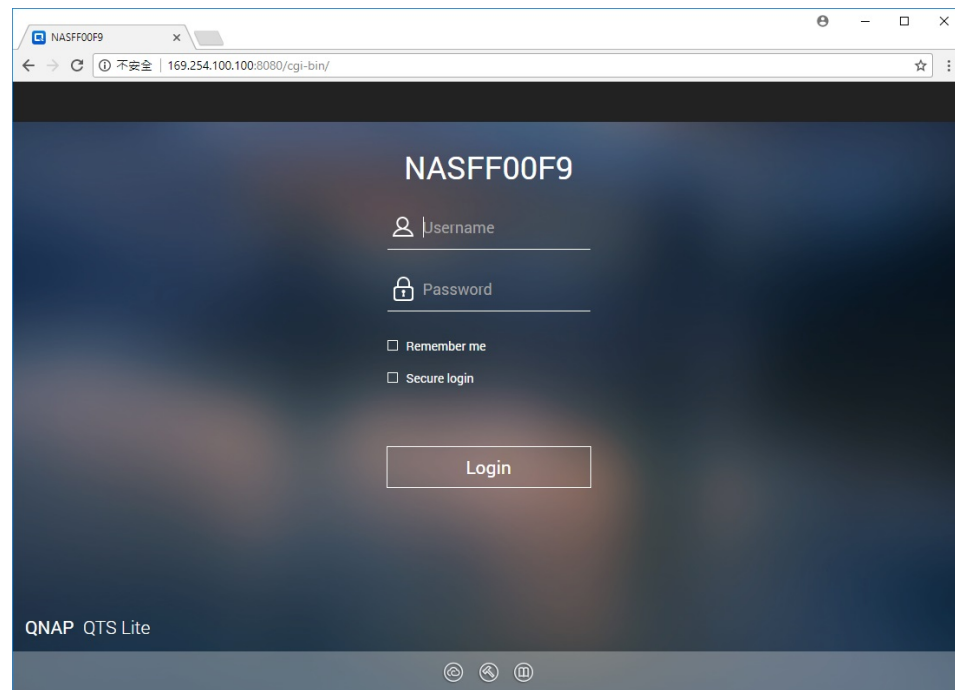 NASFF00F9
不安全 | 169.254.100.100:8080/cgi-bin/
NASFF00F9
Username
Password
Remember me
Secure login
Login
QNAP QTS Lite